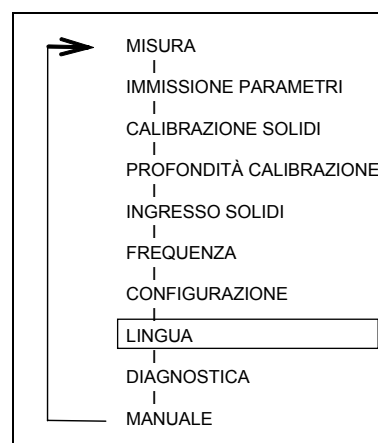 MISURA
IMMISSIONE PARAMETRI
CALIBRAZIONE SOLIDI
PROFONDITÀ CALIBRAZIONE
INGRESSO SOLIDI
FREQUENZA
CONFIGURAZIONE
LINGUA
DIAGNOSTICA
MANUALE